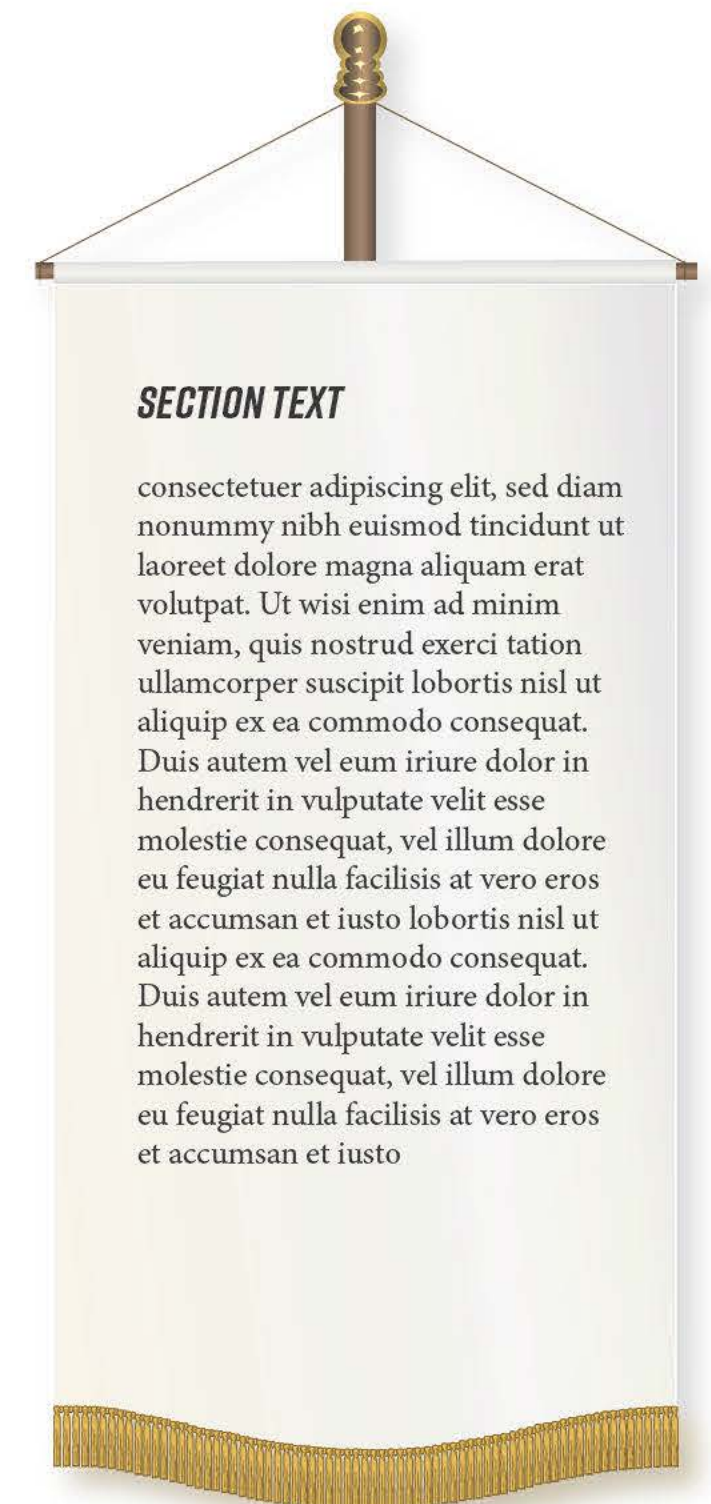 SECTION TEXT
consectetuer adipiscing elit, sed diam
nonummy nibh euismod tincidunt ut
laoreet dolore magna aliquam erat
volutpat. Ut wisi enim ad minim
veniam, quis nostrud exerci tation
ullamcorper suscipit lobortis nisl ut
aliquip ex ea commodo consequat.
Duis autem vel eum iriure dolor in
hendrerit in vulputate velit esse
molestie consequat, vel illum dolore
eu feugiat nulla facilisis at vero eros
et accumsan et iusto lobortis nisl ut
aliquip ex ea commodo consequat.
Duis autem vel eum iriure dolor in
hendrerit in vulputate velit esse
molestie consequat, vel illum dolore
eu feugiat nulla facilisis at vero eros
et accumsan et iusto